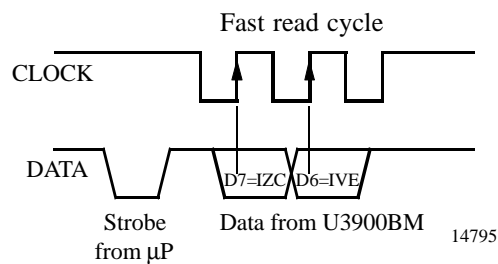 Fast read cycle
CLOCK
DATA
D7=IZC D6=IVE
Strobe
from µP
Data from U3900BM
14795